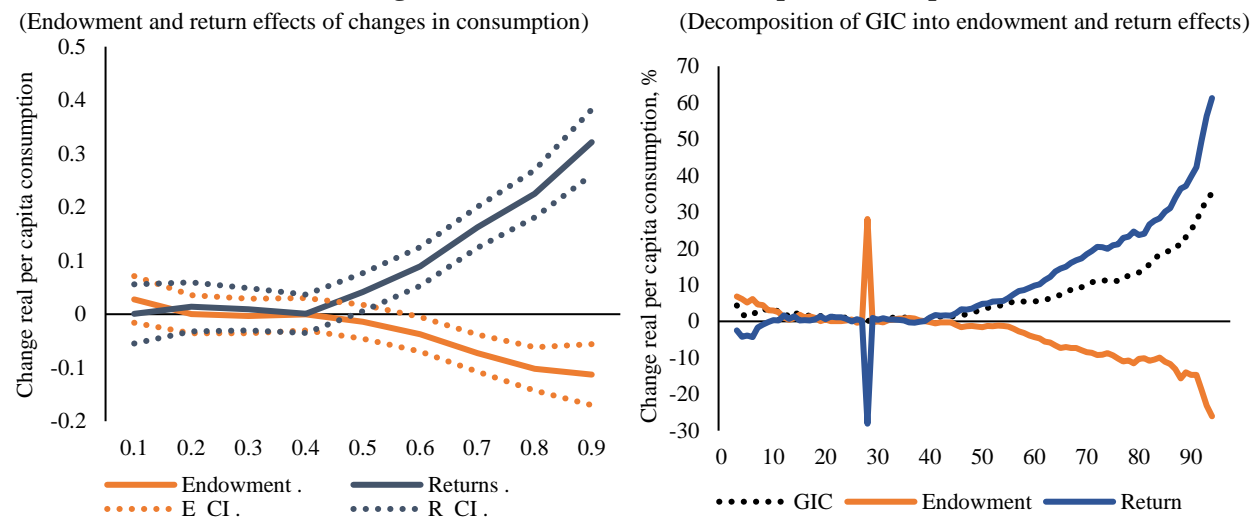 (Endowment and return effects of changes in consumption)
Change real per capita consumption
0.5
0.4
0.3
0.2
0.1
0
-0.1
-0.2
0.1 0.2 0.3 0.4 0.5 0.6 0.7 0.8 0.9
Endowment . Returns .
E_CI . R_CI .
(Decomposition of GIC into endowment and return effects)
Change real per capita consumption, %
70
60
50
40
30
20
10
0
-10
-20
-30
0 10 20 30 40 50 60 70 80 90
GIC Endowment Return